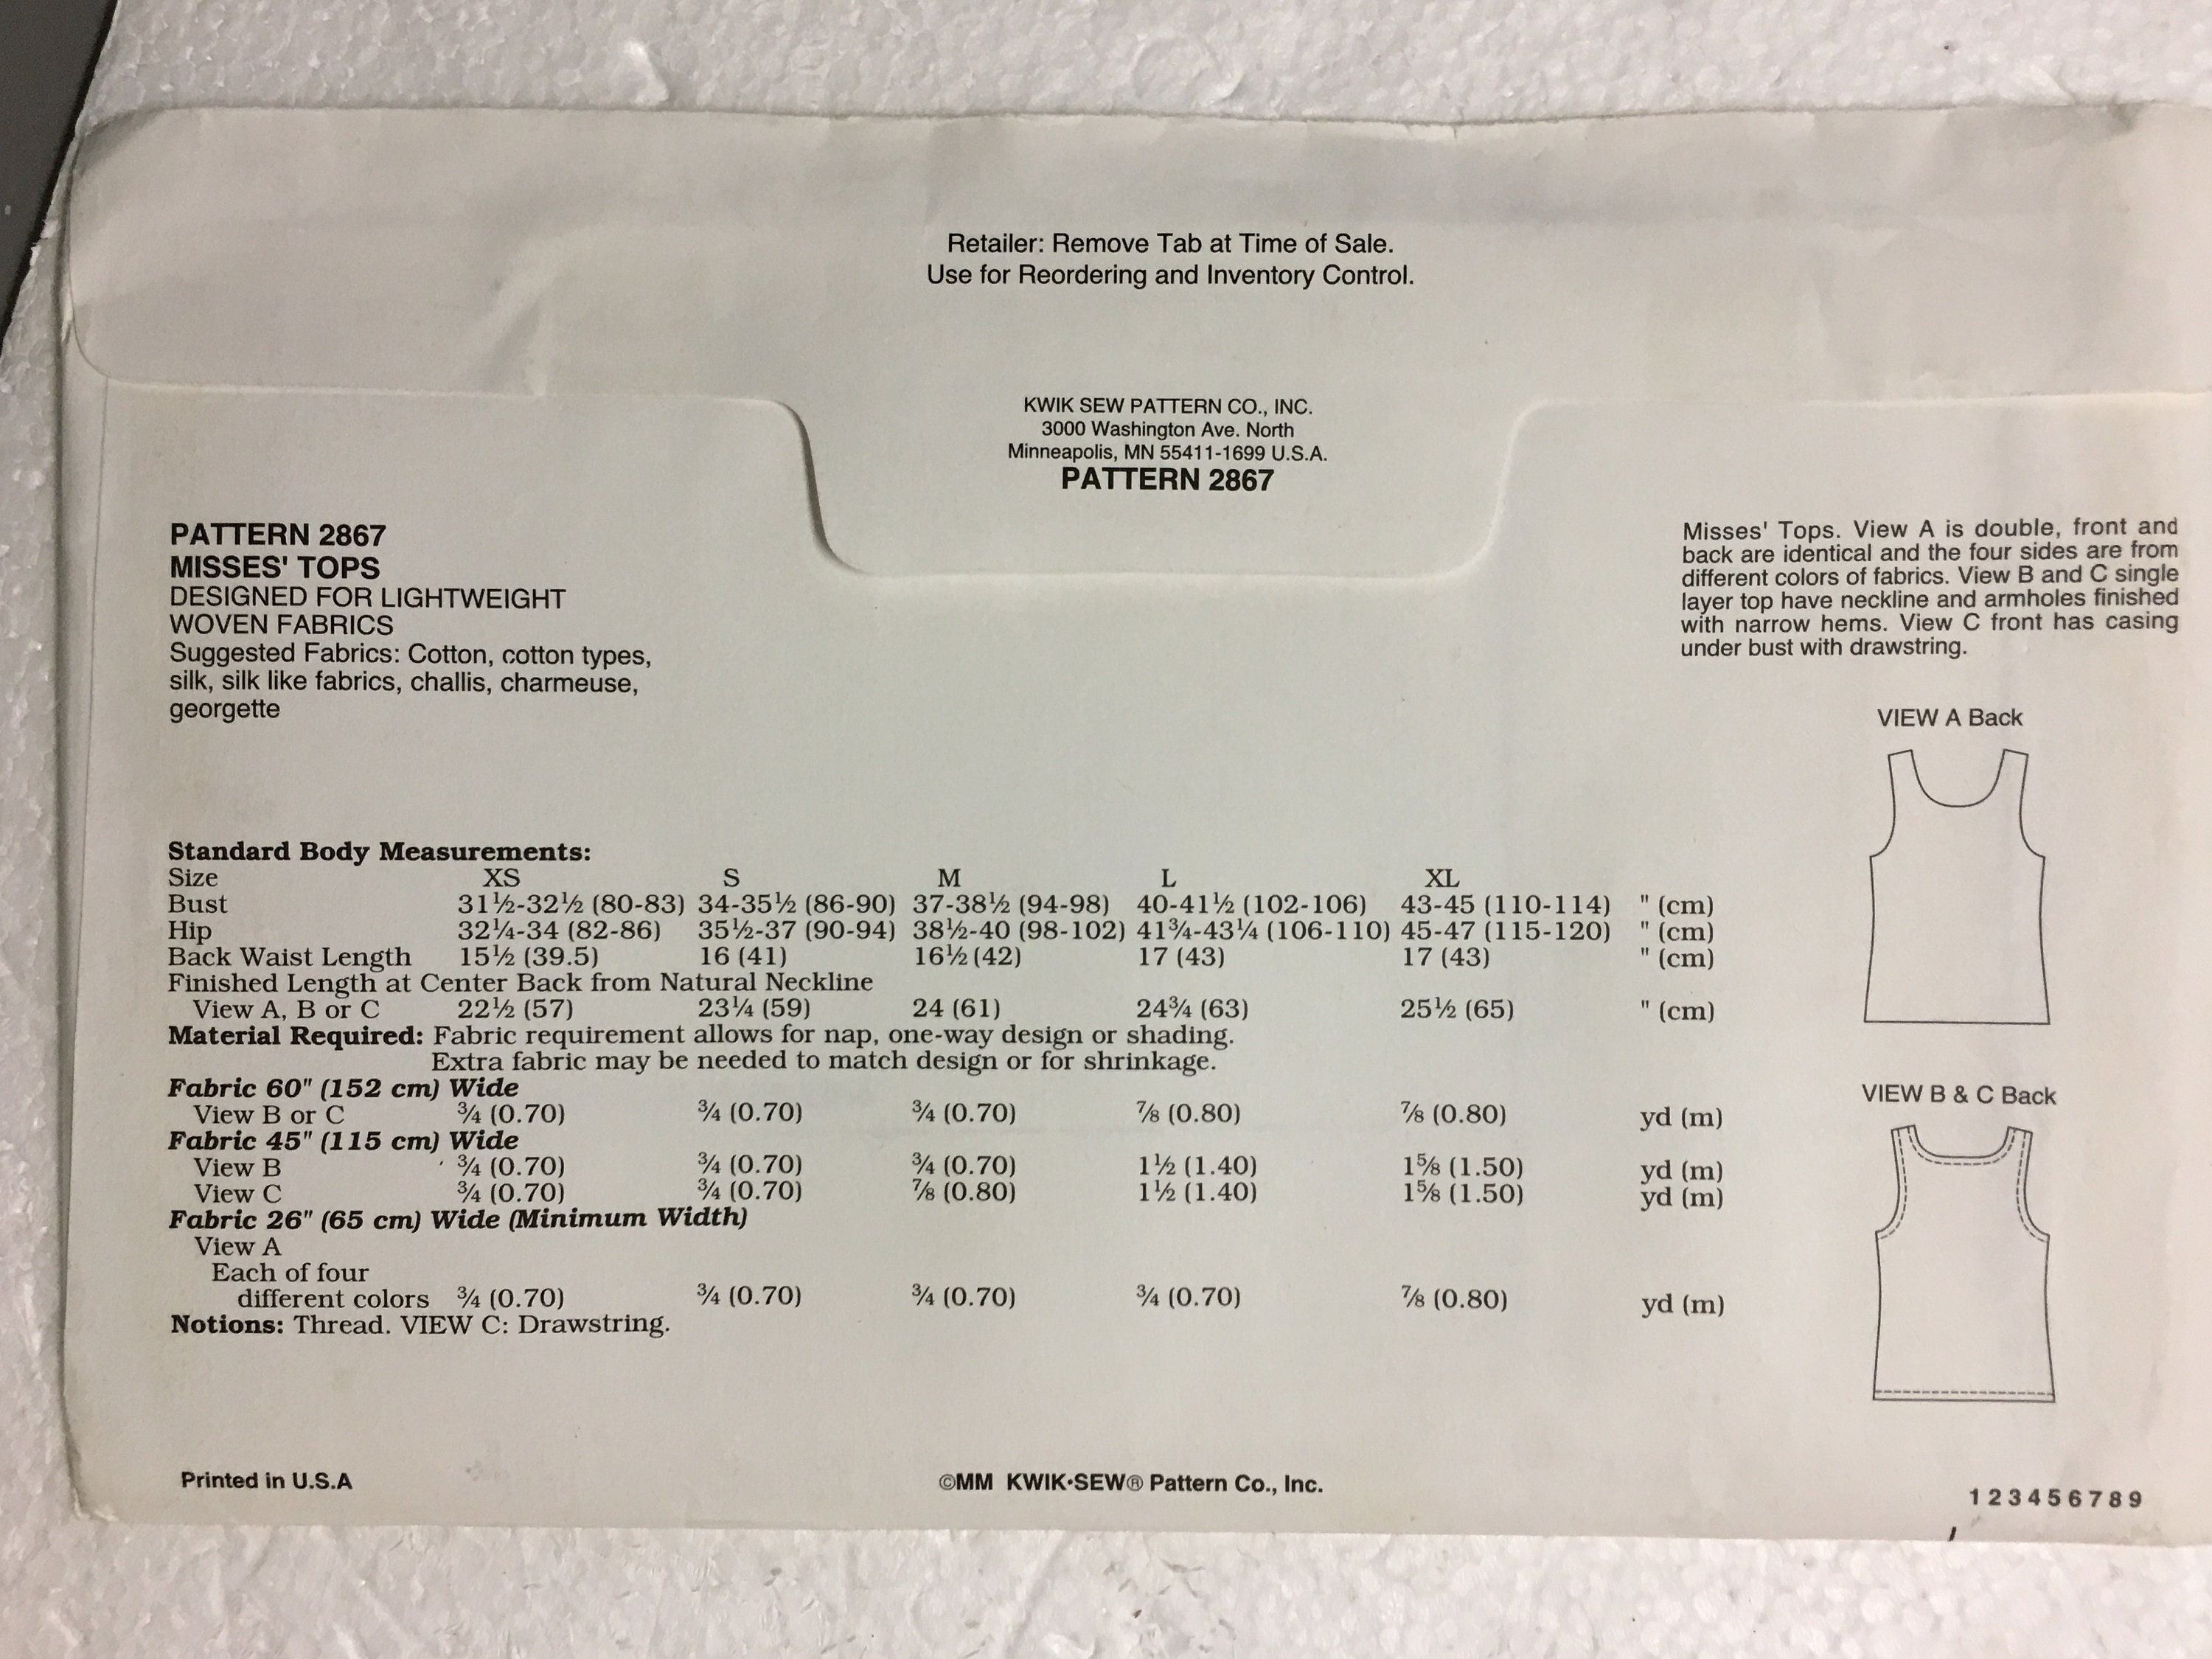 Retailer: Remove Tab at Time of Sale.
Use for Reordering and Inventory Control.
KWIK SEW PATTERN CO., INC.
3000 Washington Ave. North
Minneapolis, MN 55411-1699 U.S.A.
PATTERN 2867
PATTERN 2867
MISSES' TOPS
DESIGNED FOR LIGHTWEIGHT
WOVEN FABRICS
Suggested Fabrics: Cotton, cotton types,
silk, silk like fabrics, challis, charmeuse,
georgette
Misses' Tops. View A is double, front and
back are identical and the four sides are from
different colors of fabrics. View B and C single
layer top have neckline and armholes finished
with narrow hems. View C front has casing
under bust with drawstring.
VIEW A Back
VIEW B & C Back
Standard Body Measurements:
Size XS S M L XL
Bust 31½-32½ (80-83) 34-35½ (86-90) 37-38½ (94-98) 40-41½ (102-106) 43-45 (110-114) " (cm)
Hip 32¼-34 (82-86) 35½-37 (90-94) 38½-40 (98-102) 41¾-43¼ (106-110) 45-47 (115-120) " (cm)
Back Waist Length 15½ (39.5) 16 (41) 16½ (42) 17 (43) 17 (43) " (cm)
Finished Length at Center Back from Natural Neckline
View A, B or C 22½ (57) 23¼ (59) 24 (61) 24¾ (63) 25½ (65) " (cm)
Material Required: Fabric requirement allows for nap, one-way design or shading.
Extra fabric may be needed to match design or for shrinkage.
Fabric 60" (152 cm) Wide
View B or C ¾ (0.70) ¾ (0.70) ¾ (0.70) ⅞ (0.80) ⅞ (0.80) yd (m)
Fabric 45" (115 cm) Wide
View B ¾ (0.70) ¾ (0.70) ¾ (0.70) 1½ (1.40) 1⅝ (1.50) yd (m)
View C ¾ (0.70) ¾ (0.70) ⅞ (0.80) 1½ (1.40) 1⅝ (1.50) yd (m)
Fabric 26" (65 cm) Wide (Minimum Width)
View A
Each of four
different colors ¾ (0.70) ¾ (0.70) ¾ (0.70) ¾ (0.70) ⅞ (0.80) yd (m)
Notions: Thread. VIEW C: Drawstring.
Printed in U.S.A
©MM KWIK•SEW® Pattern Co., Inc.
1 2 3 4 5 6 7 8 9